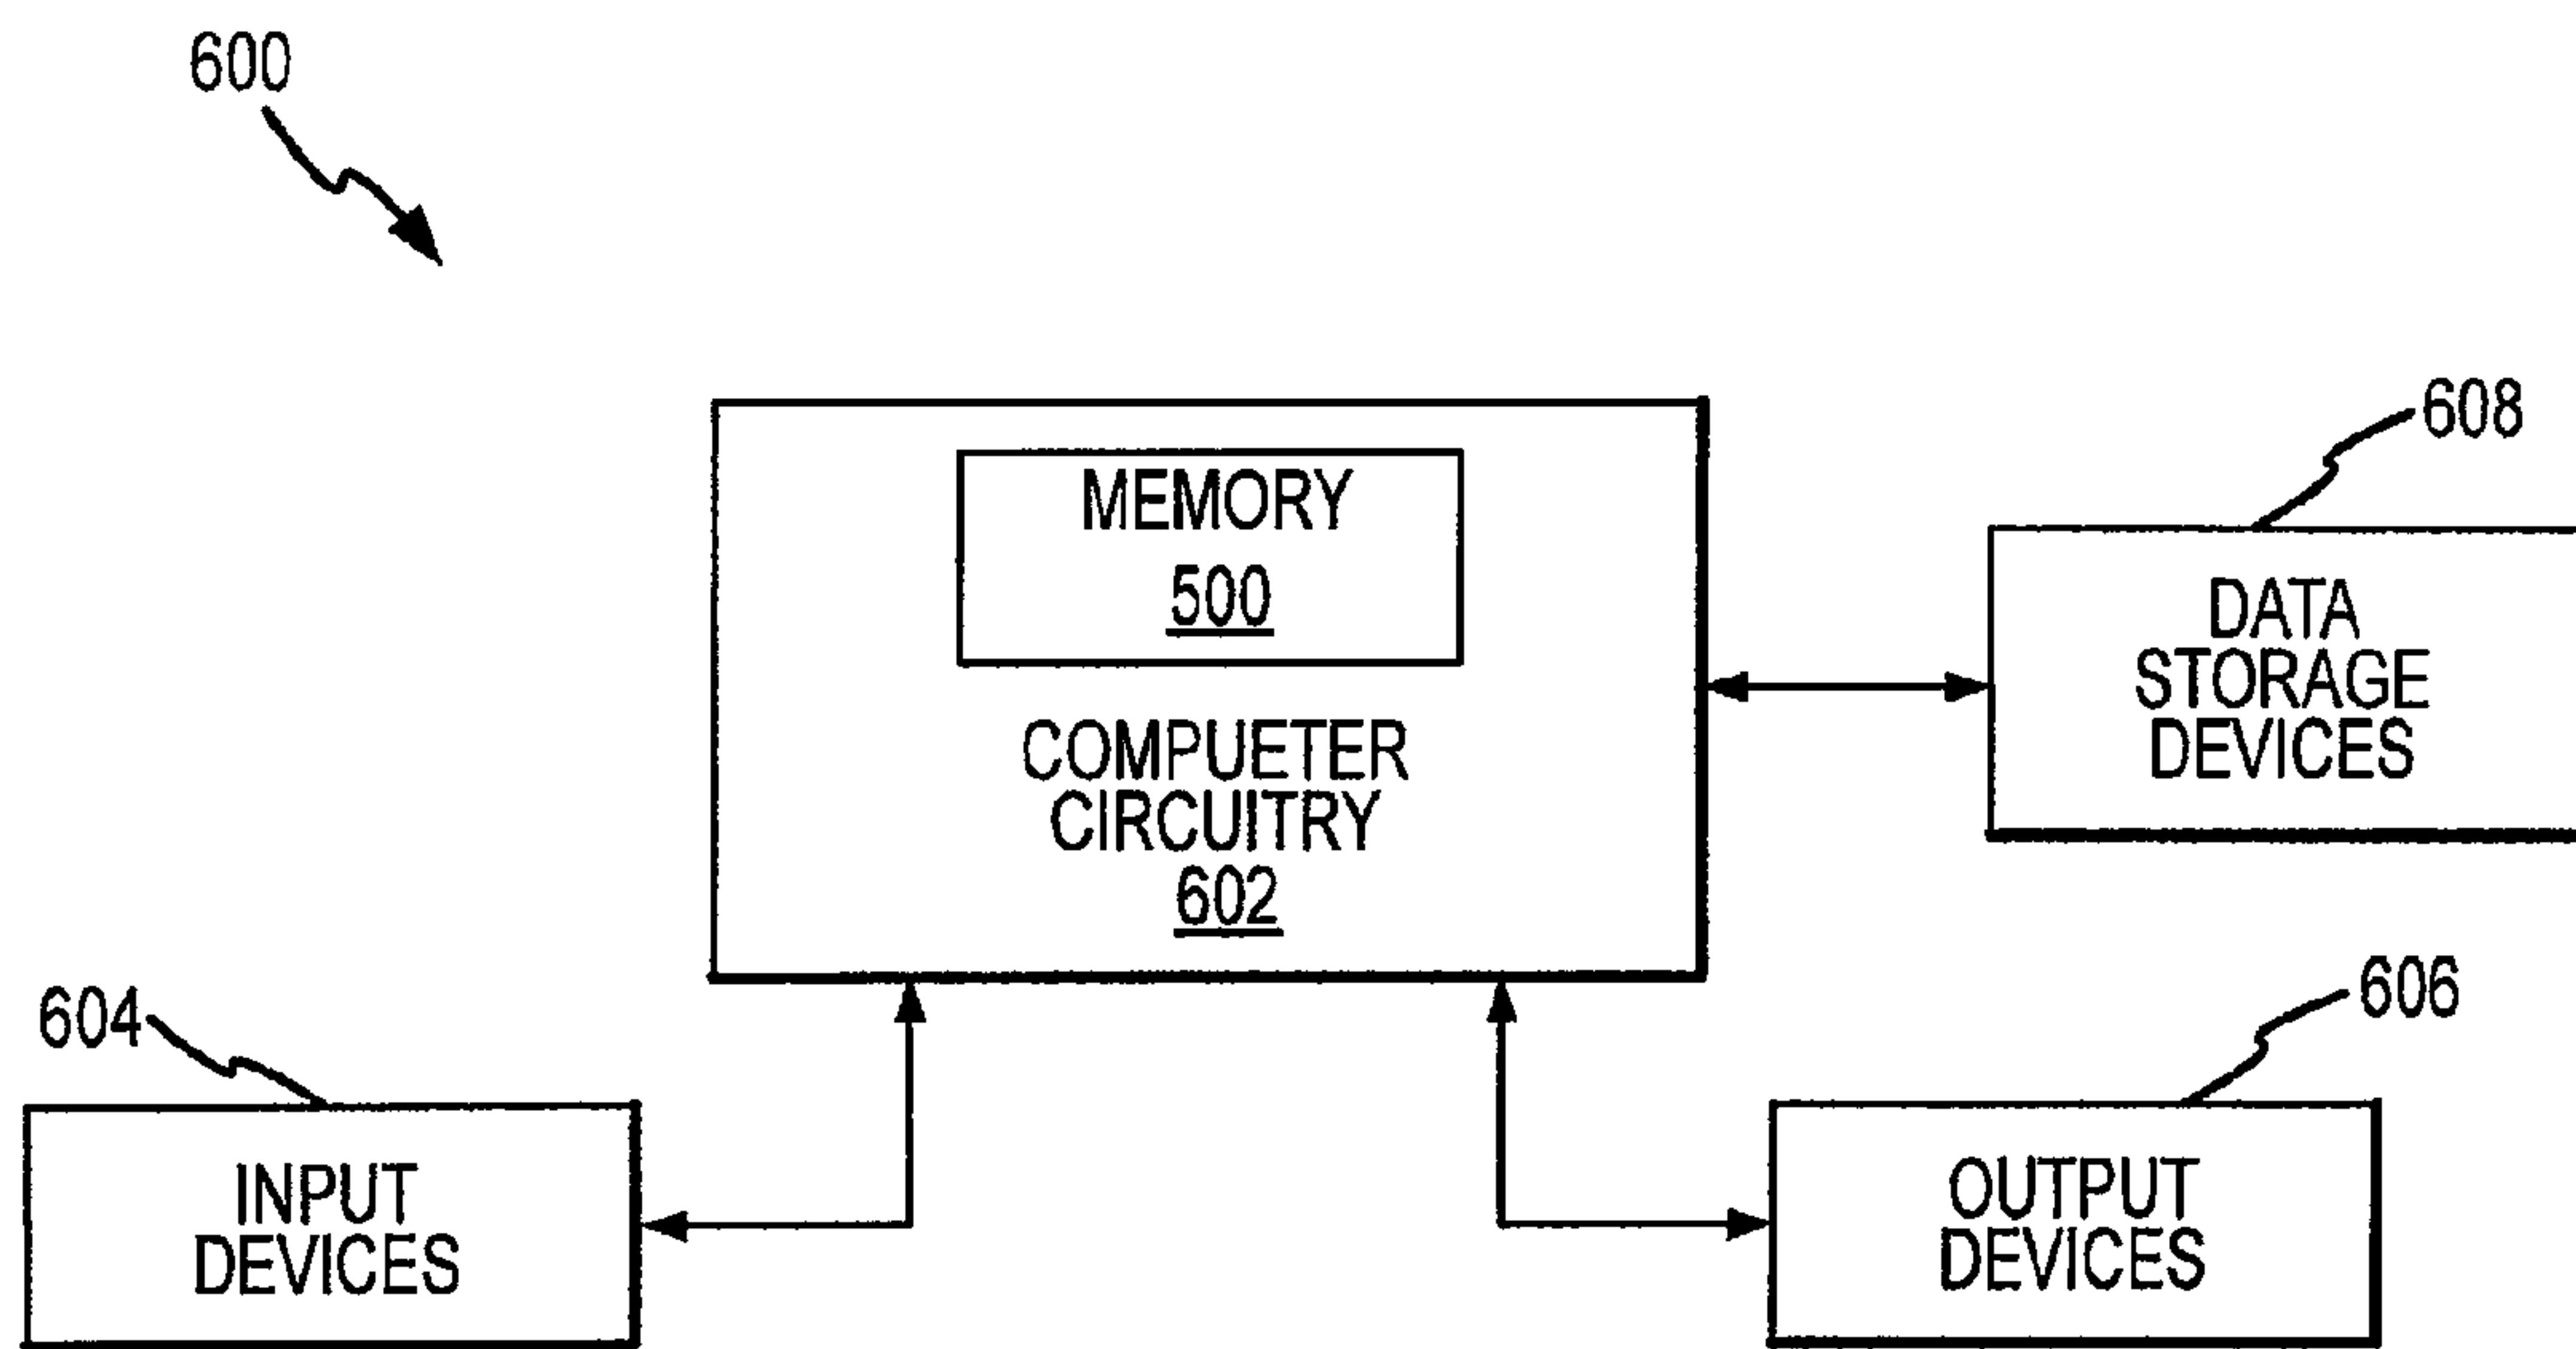 600
MEMORY
500
COMPUETER
CIRCUITRY
602
608
DATA
STORAGE
DEVICES
604
INPUT
DEVICES
606
OUTPUT
DEVICES